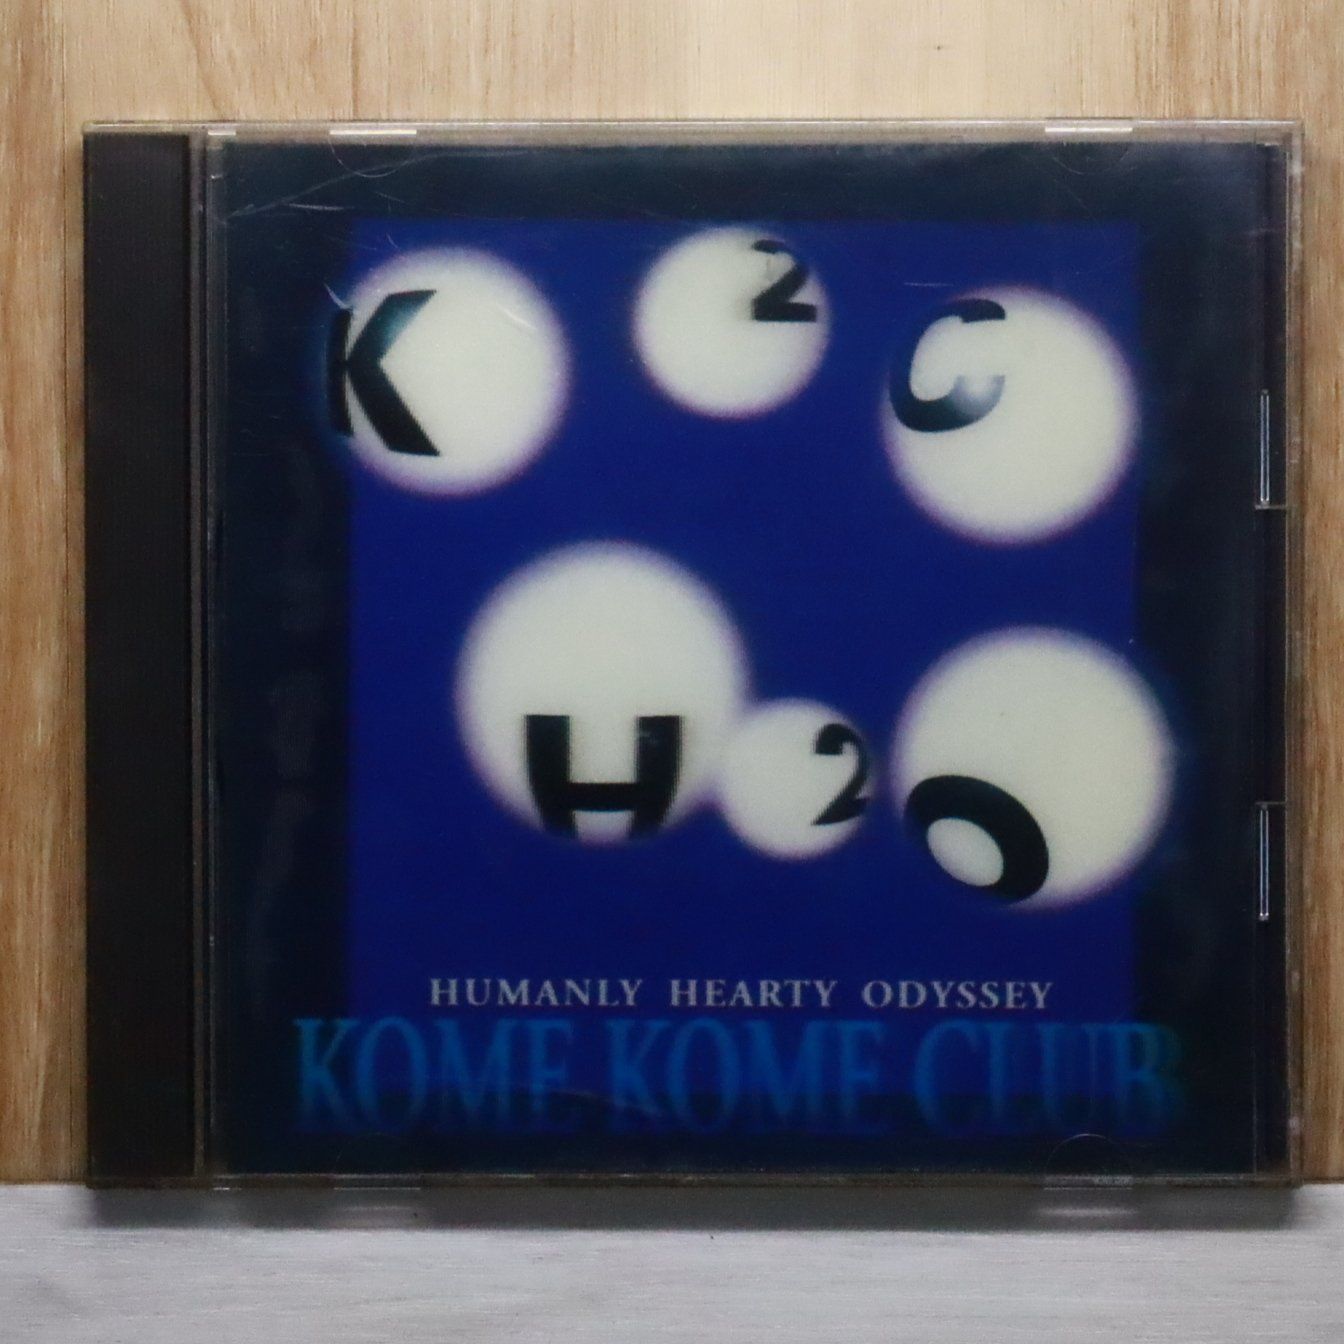 K 2 C
H 2 O
HUMANLY HEARTY ODYSSEY
KOME KOME CLUB